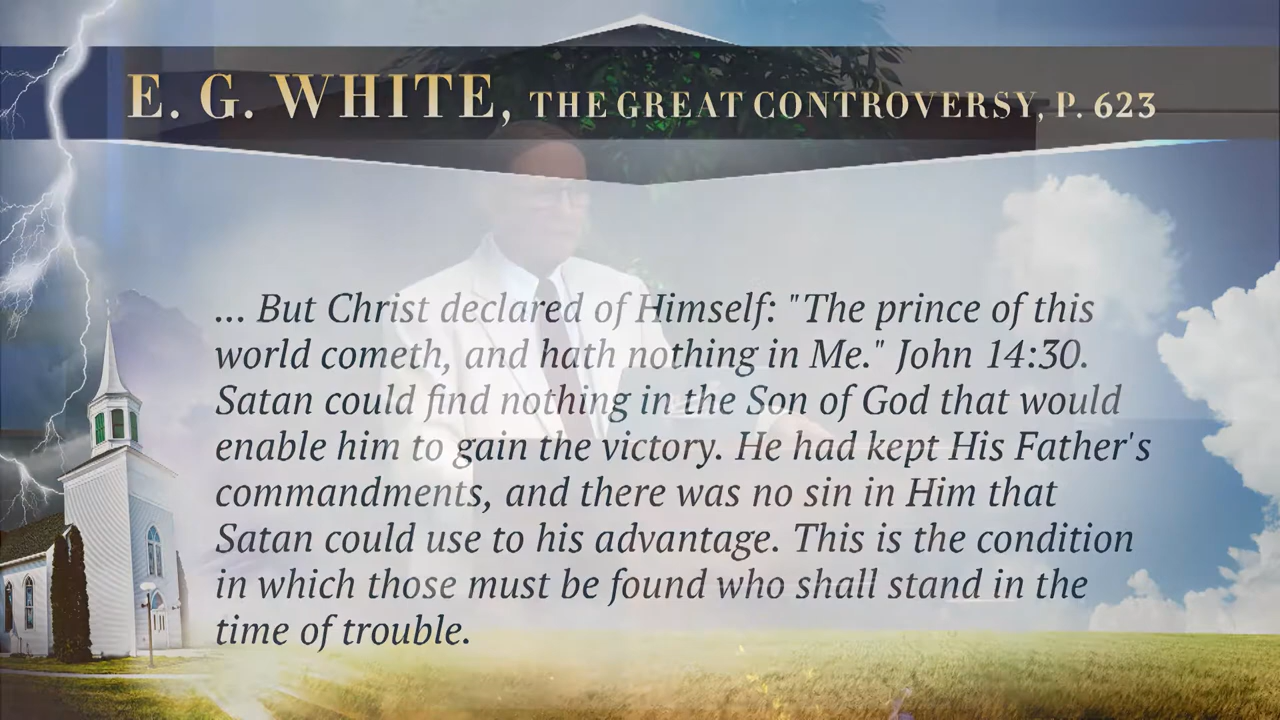 E. G. WHITE, THE GREAT CONTROVERSY, P. 623
... But Christ declared of Himself: "The prince of this
world cometh, and hath nothing in Me." John 14:30.
Satan could find nothing in the Son of God that would
enable him to gain the victory. He had kept His Father's
commandments, and there was no sin in Him that
Satan could use to his advantage. This is the condition
in which those must be found who shall stand in the
time of trouble.